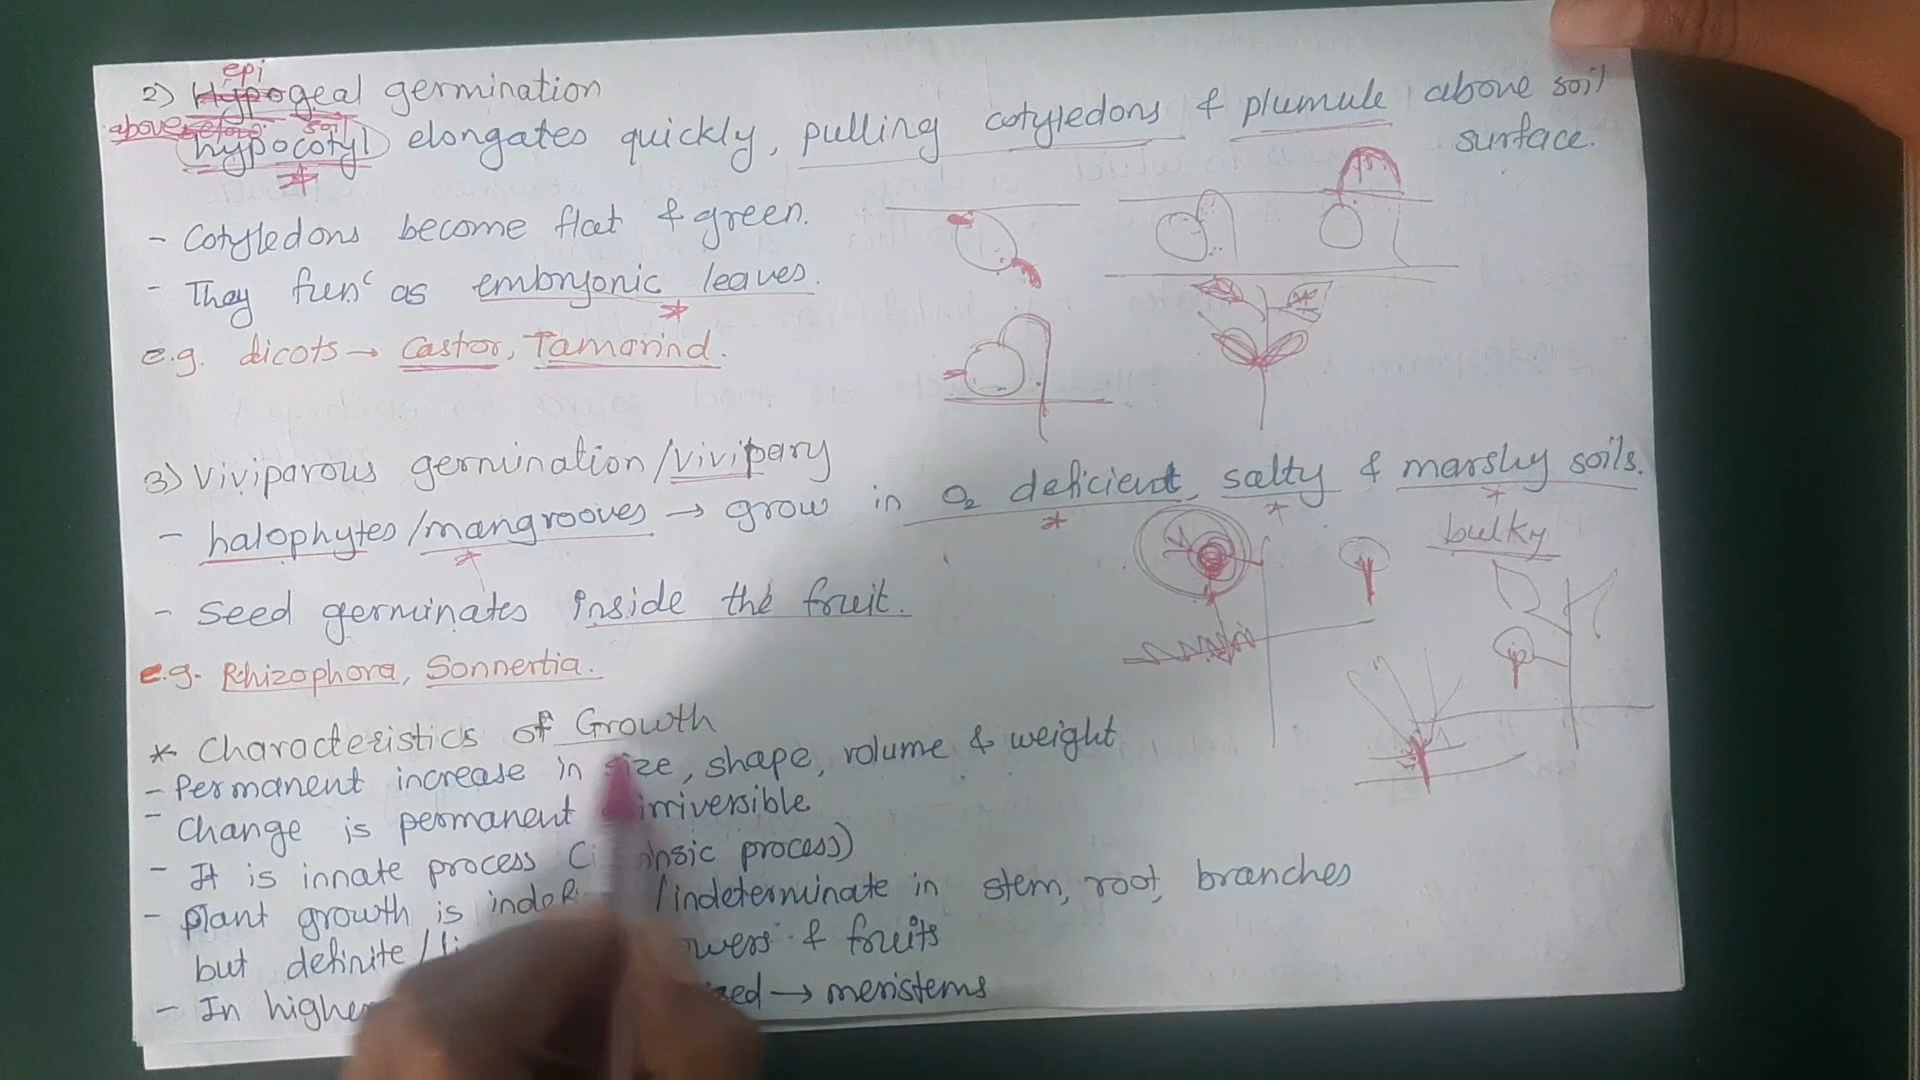 epi
2) Hypogeal germination
above soil
hypocotyl elongates quickly, pulling cotyledons & plumule above soil
surface.
- Cotyledons become flat & green.
- They funᶜ as embryonic leaves.
e.g. dicots → Castor, Tamarind.
3) Viviparous germination/vivipary
- halophytes/mangrooves → grow in O₂ deficient, salty & marshy soils.
bulky
- Seed germinates inside the fruit.
e.g. Rhizophora, Sonnertia.
* Characteristics of Growth
- Permanent increase in size, shape, volume & weight
- Change is permanent irriversible
- It is innate process process)
- Plant growth is /indeterminate in stem, root, branches
but definite/ & fruits
- In higher → meristems